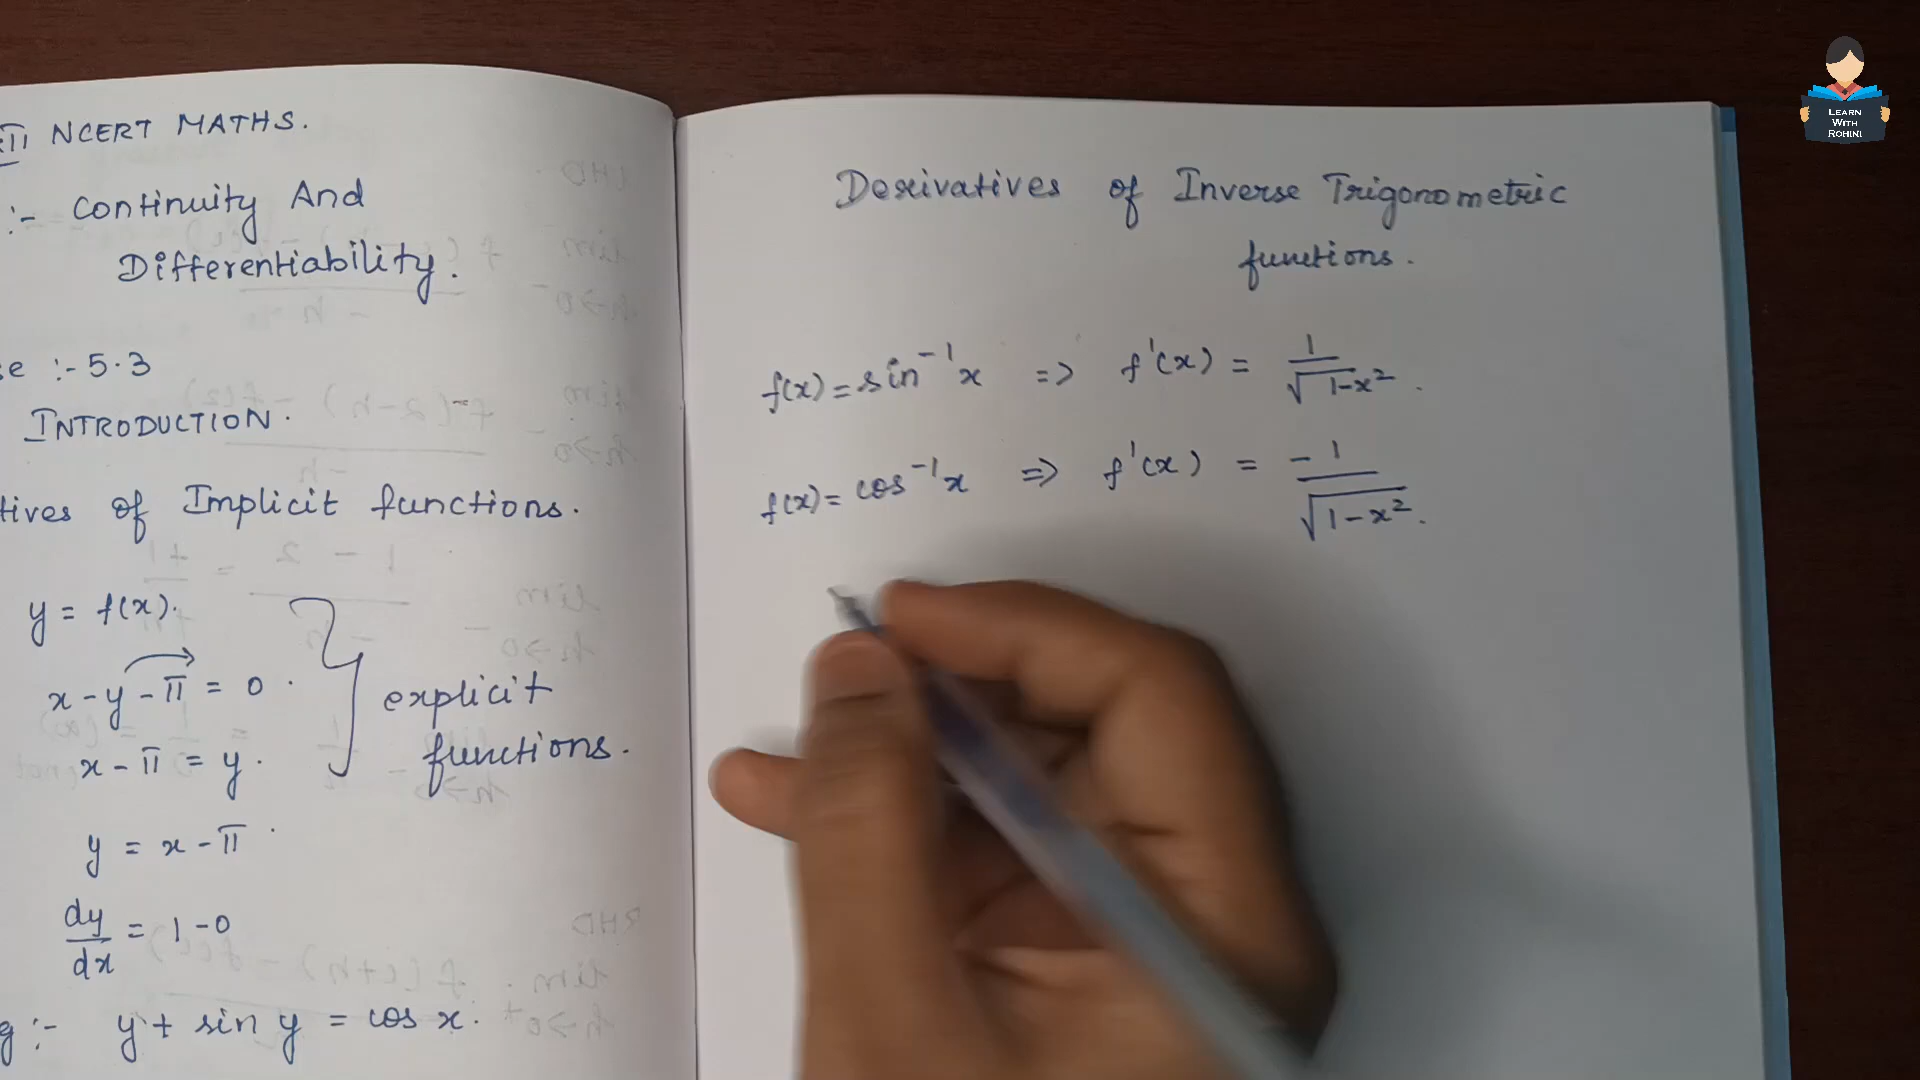 II NCERT MATHS.
:- Continuity And
Differentiability.
se :- 5.3
INTRODUCTION.
tives of Implicit functions.
y = f(x).
x - y - π = 0.
x - π = y.
explicit
functions.
y = x - π
dy/dx = 1 - 0
g :- y + sin y = cos x.
Derivatives of Inverse Trigonometric
functions.
f(x) = sin⁻¹x => f'(x) = 1/√1-x².
f(x) = cos⁻¹x => f'(x) = -1/√1-x².
LEARN
WITH
ROHINI